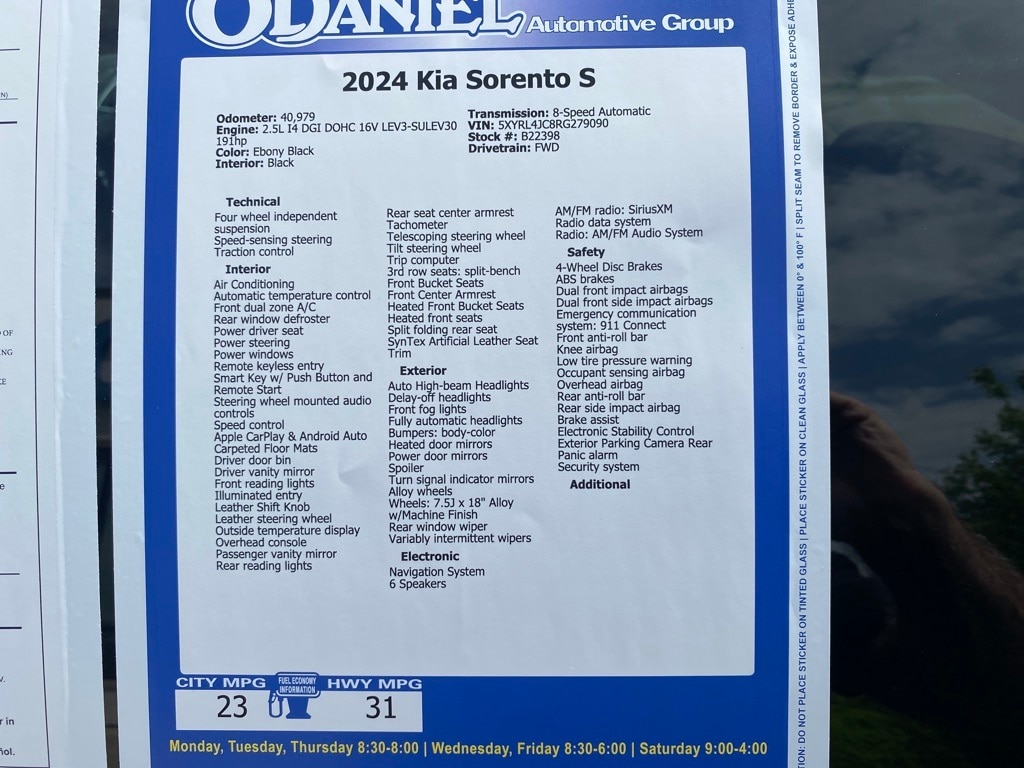 O'DANIEL
Automotive Group
2024 Kia Sorento S
Odometer: 40,979
Engine: 2.5L I4 DGI DOHC 16V LEV3-SULEV30
191hp
Color: Ebony Black
Interior: Black
Transmission: 8-Speed Automatic
VIN: 5XYRL4JC8RG279090
Stock #: B22398
Drivetrain: FWD
Technical
Four wheel independent
suspension
Speed-sensing steering
Traction control
Interior
Air Conditioning
Automatic temperature control
Front dual zone A/C
Rear window defroster
Power driver seat
Power steering
Power windows
Remote keyless entry
Smart Key w/ Push Button and
Remote Start
Steering wheel mounted audio
controls
Speed control
Apple CarPlay & Android Auto
Carpeted Floor Mats
Driver door bin
Driver vanity mirror
Front reading lights
Illuminated entry
Leather Shift Knob
Leather steering wheel
Outside temperature display
Overhead console
Passenger vanity mirror
Rear reading lights
Rear seat center armrest
Tachometer
Telescoping steering wheel
Tilt steering wheel
Trip computer
3rd row seats: split-bench
Front Bucket Seats
Front Center Armrest
Heated Front Bucket Seats
Heated front seats
Split folding rear seat
SynTex Artificial Leather Seat
Trim
Exterior
Auto High-beam Headlights
Delay-off headlights
Front fog lights
Fully automatic headlights
Bumpers: body-color
Heated door mirrors
Power door mirrors
Spoiler
Turn signal indicator mirrors
Alloy wheels
Wheels: 7.5J x 18" Alloy
w/Machine Finish
Rear window wiper
Variably intermittent wipers
Electronic
Navigation System
6 Speakers
AM/FM radio: SiriusXM
Radio data system
Radio: AM/FM Audio System
Safety
4-Wheel Disc Brakes
ABS brakes
Dual front impact airbags
Dual front side impact airbags
Emergency communication
system: 911 Connect
Front anti-roll bar
Knee airbag
Low tire pressure warning
Occupant sensing airbag
Overhead airbag
Rear anti-roll bar
Rear side impact airbag
Brake assist
Electronic Stability Control
Exterior Parking Camera Rear
Panic alarm
Security system
Additional
CITY MPG
FUEL ECONOMY
INFORMATION
HWY MPG
23
31
Monday, Tuesday, Thursday 8:30-8:00 | Wednesday, Friday 8:30-6:00 | Saturday 9:00-4:00
DO NOT PLACE STICKER ON TINTED GLASS | PLACE STICKER ON CLEAN GLASS | APPLY BETWEEN 0° & 100° F | SPLIT SEAM TO REMOVE BORDER & EXPOSE
OF
r in